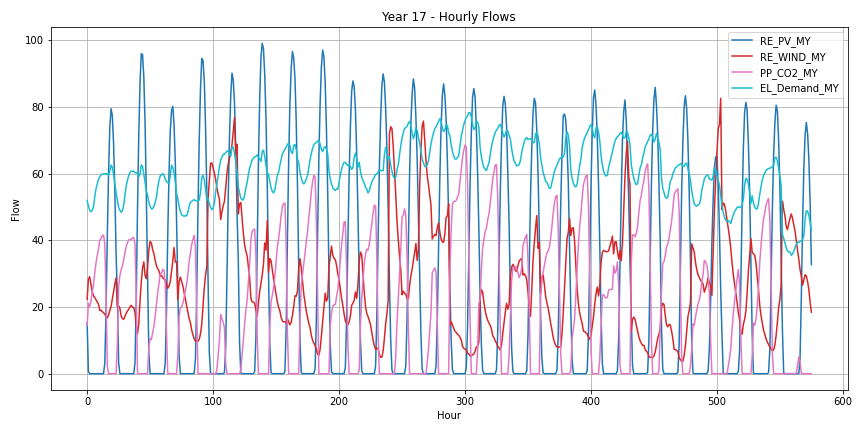 Year 17 - Hourly Flows
RE_PV_MY
RE_WIND_MY
PP_CO2_MY
EL_Demand_MY
Flow
100
80
60
40
20
0
0 100 200 300 400 500 600
Hour